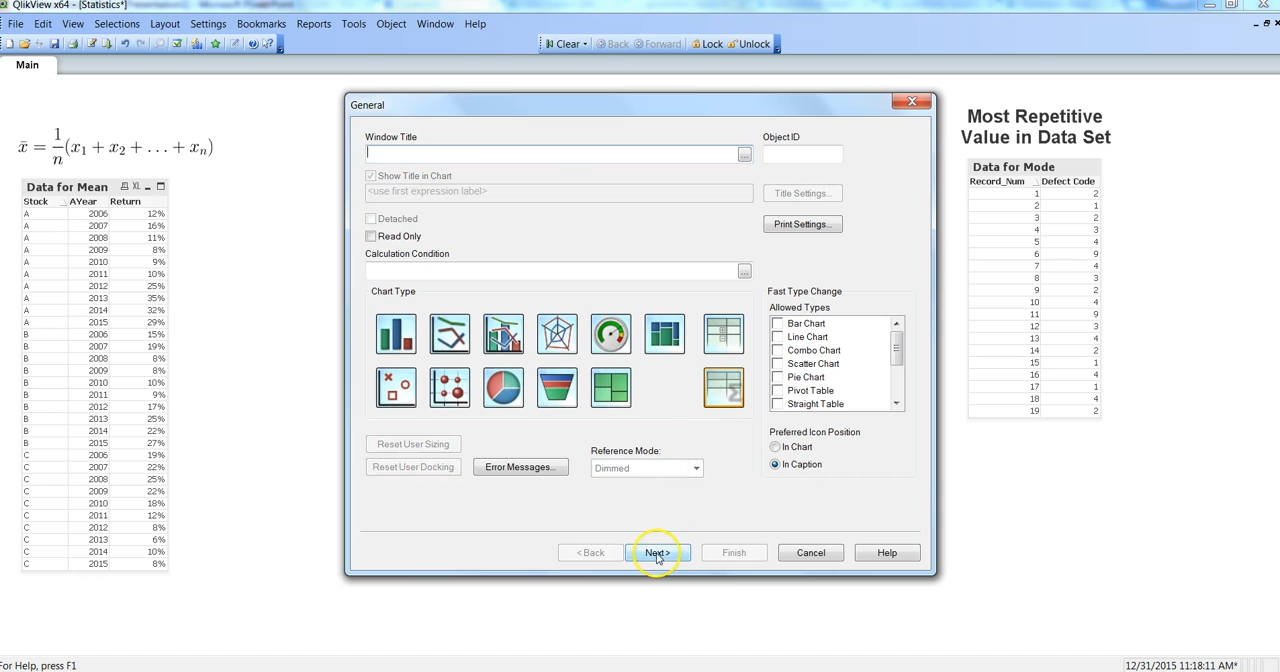 QlikView x64 - [Statistics*]
File Edit View Selections Layout Settings Bookmarks Reports Tools Object Window Help
Clear Back Forward Lock Unlock
Main
x̄ = 1/n (x₁ + x₂ + . . . + xₙ)
Data for Mean XL
Stock AYear Return
A 2006 12%
A 2007 16%
A 2008 11%
A 2009 8%
A 2010 9%
A 2011 10%
A 2012 25%
A 2013 35%
A 2014 32%
A 2015 29%
B 2006 15%
B 2007 19%
B 2008 8%
B 2009 8%
B 2010 10%
B 2011 9%
B 2012 17%
B 2013 25%
B 2014 22%
B 2015 27%
C 2006 19%
C 2007 22%
C 2008 25%
C 2009 22%
C 2010 18%
C 2011 12%
C 2012 8%
C 2013 6%
C 2014 10%
C 2015 8%
General
Window Title
Object ID
Show Title in Chart
<use first expression label>
Title Settings...
Detached
Print Settings...
Read Only
Calculation Condition
Chart Type
Fast Type Change
Allowed Types
Bar Chart
Line Chart
Combo Chart
Scatter Chart
Pie Chart
Pivot Table
Straight Table
Preferred Icon Position
In Chart
In Caption
Reset User Sizing
Reset User Docking
Error Messages...
Reference Mode:
Dimmed
< Back Next > Finish Cancel Help
Most Repetitive
Value in Data Set
Data for Mode
Record_Num Defect Code
1 2
2 1
3 2
4 3
5 4
6 9
7 4
8 3
9 2
10 4
11 9
12 3
13 4
14 2
15 1
16 4
17 1
18 4
19 2
For Help, press F1
12/31/2015 11:18:11 AM*